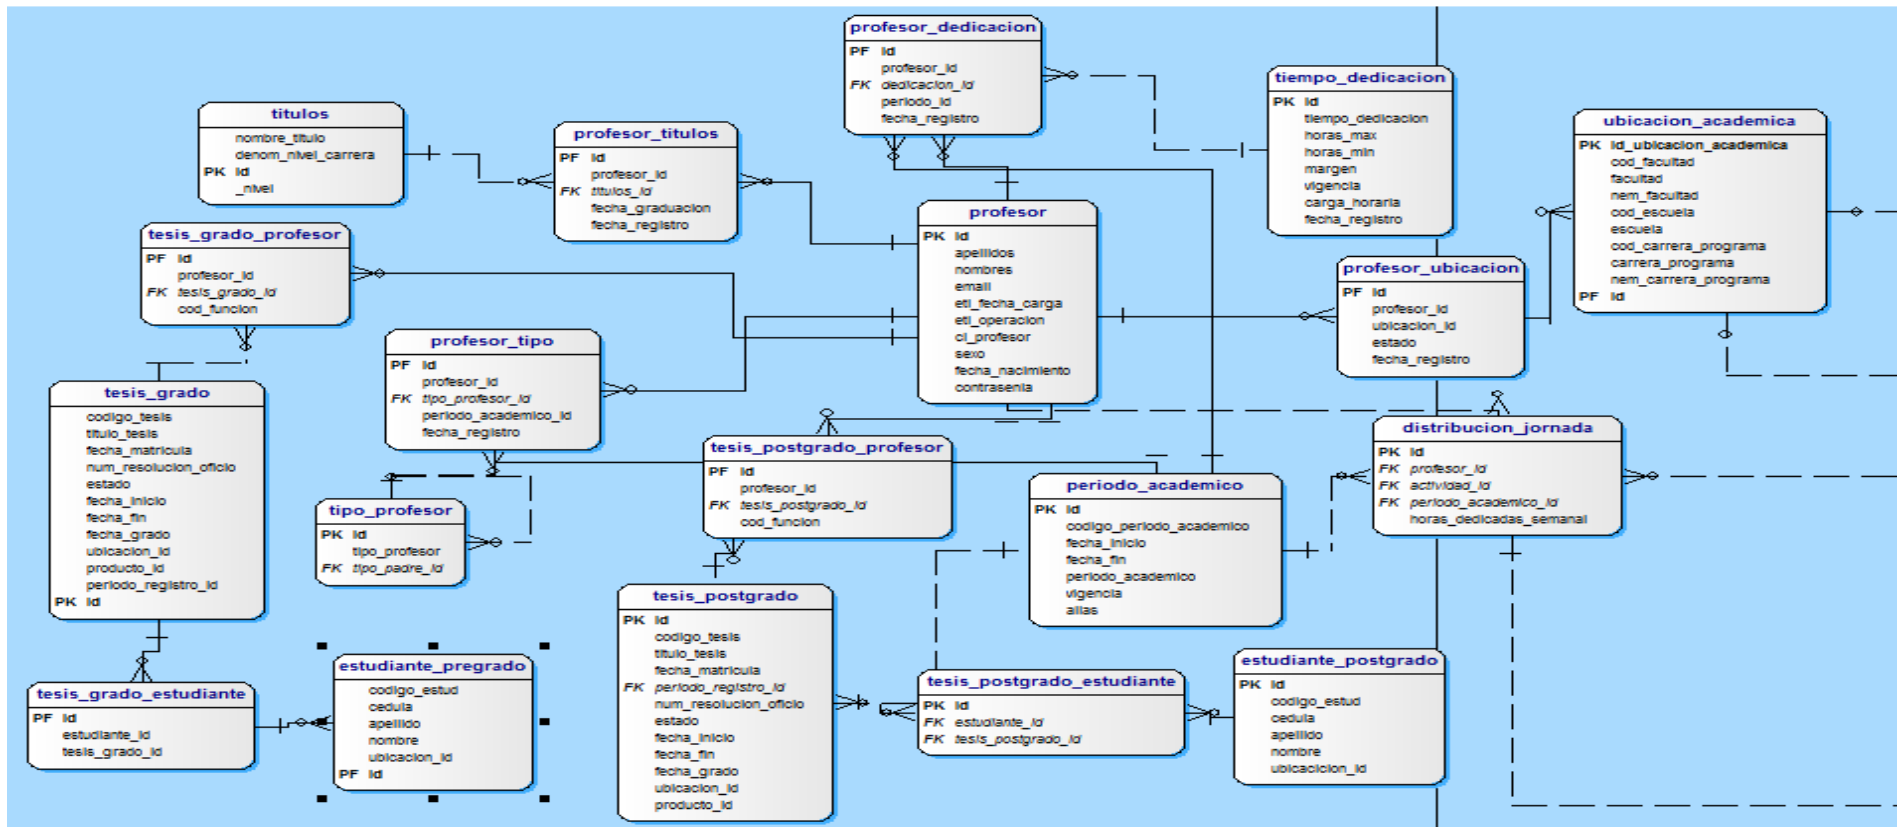 profesor_dedicacion
PF Id
profesor_id
FK dedicacion_id
periodo_id
fecha_registro
tiempo_dedicacion
PK Id
tiempo_dedicacion
horas_max
horas_min
margen
vigencia
carga_horaria
fecha_registro
titulos
nombre_titulo
denom_nivel_carrera
PK Id
_nivel
profesor_titulos
PF Id
profesor_id
FK titulos_id
fecha_graduacion
fecha_registro
ubicacion_academica
PK id_ubicacion_academica
cod_facultad
facultad
nem_facultad
cod_escuela
escuela
cod_carrera_programa
carrera_programa
nem_carrera_programa
PF Id
profesor
PK Id
apellidos
nombres
email
etl_fecha_carga
etl_operacion
ci_profesor
sexo
fecha_nacimiento
contrasenia
tesis_grado_profesor
PF Id
profesor_id
FK tesis_grado_id
cod_funcion
profesor_ubicacion
PF Id
profesor_id
ubicacion_id
estado
fecha_registro
profesor_tipo
PF Id
profesor_id
FK tipo_profesor_id
periodo_academico_id
fecha_registro
tesis_grado
codigo_tesis
titulo_tesis
fecha_matricula
num_resolucion_oficio
estado
fecha_inicio
fecha_fin
fecha_grado
ubicacion_id
producto_id
periodo_registro_id
PK Id
distribucion_jornada
PK Id
FK profesor_id
FK actividad_id
FK periodo_academico_id
horas_dedicadas_semanal
tesis_postgrado_profesor
PF Id
profesor_id
FK tesis_postgrado_id
cod_funcion
periodo_academico
PK Id
codigo_periodo_academico
fecha_inicio
fecha_fin
periodo_academico
vigencia
alias
tipo_profesor
PK Id
tipo_profesor
FK tipo_padre_id
tesis_postgrado
PK Id
codigo_tesis
titulo_tesis
fecha_matricula
FK periodo_registro_id
num_resolucion_oficio
estado
fecha_inicio
fecha_fin
fecha_grado
ubicacion_id
producto_id
estudiante_pregrado
codigo_estud
cedula
apellido
nombre
ubicacion_id
PF Id
tesis_grado_estudiante
PF Id
estudiante_id
tesis_grado_id
tesis_postgrado_estudiante
PK Id
FK estudiante_id
FK tesis_postgrado_id
estudiante_postgrado
PK Id
codigo_estud
cedula
apellido
nombre
ubicacicion_id